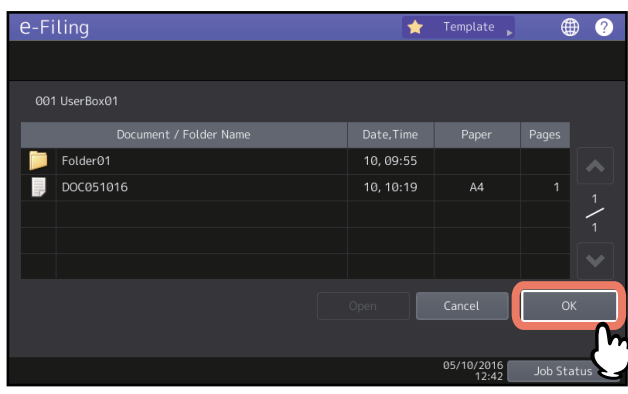 e-Filing
Template
?
001 UserBox01
Document / Folder Name Date,Time Paper Pages
Folder01 10, 09:55
DOC051016 10, 10:19 A4 1
1
1
Open Cancel OK
05/10/2016
12:42
Job Status